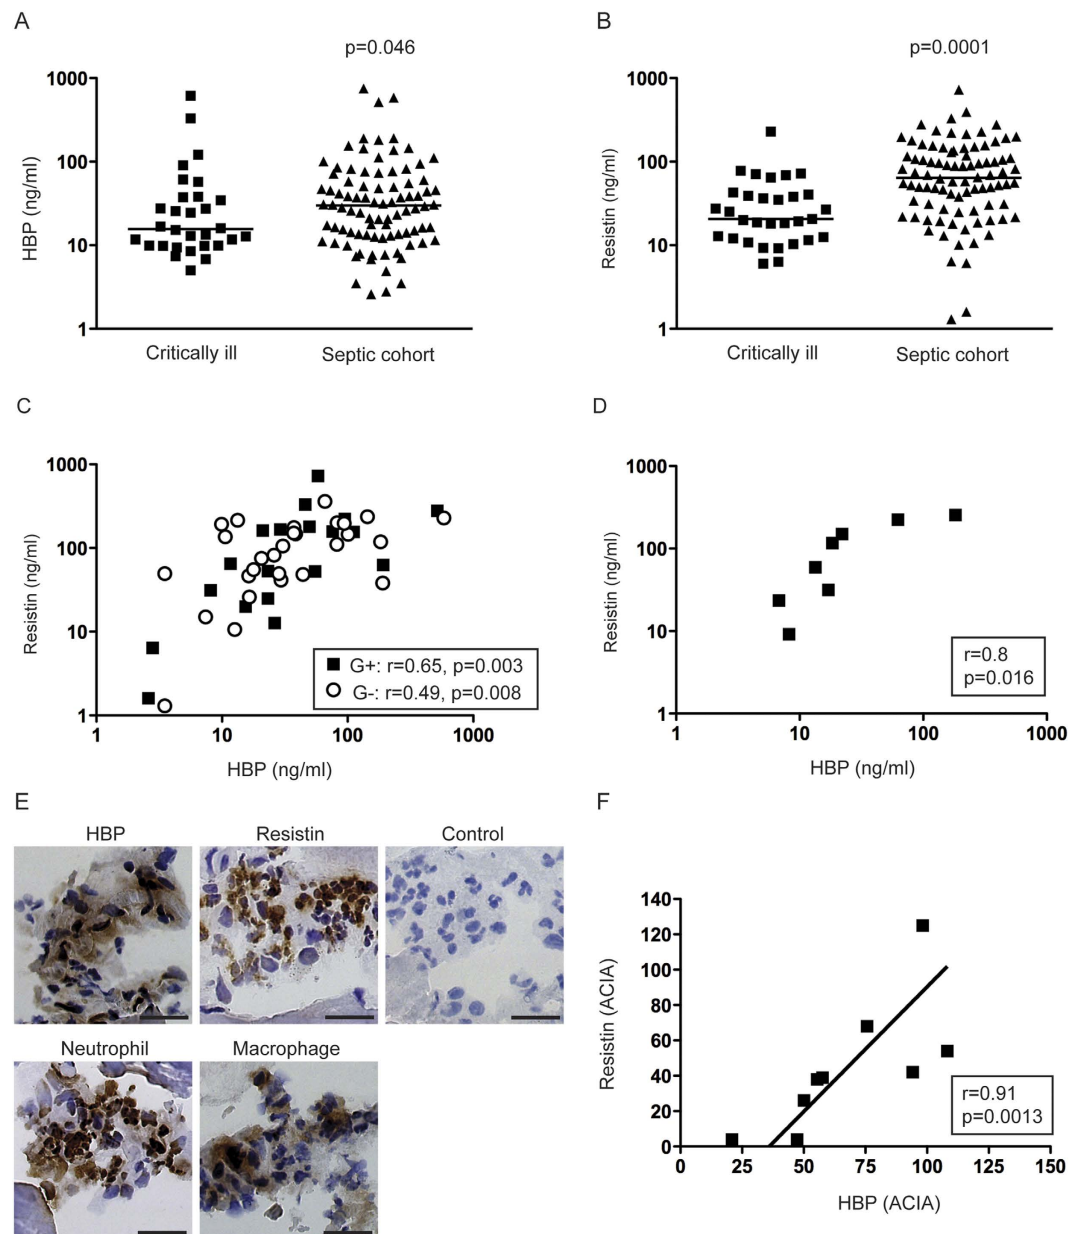 A
p=0.046
HBP (ng/ml)
1000
100
10
1
Critically ill
Septic cohort
B
p=0.0001
Resistin (ng/ml)
1000
100
10
1
Critically ill
Septic cohort
C
Resistin (ng/ml)
1000
100
10
1
1 10 100 1000
HBP (ng/ml)
G+: r=0.65, p=0.003
G-: r=0.49, p=0.008
D
Resistin (ng/ml)
1000
100
10
1
1 10 100 1000
HBP (ng/ml)
r=0.8
p=0.016
E
HBP
Resistin
Control
Neutrophil
Macrophage
F
Resistin (ACIA)
140
120
100
80
60
40
20
0
0 25 50 75 100 125 150
HBP (ACIA)
r=0.91
p=0.0013